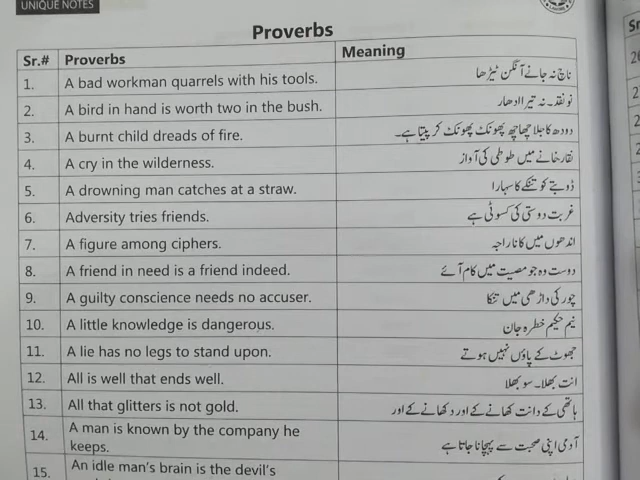 UNIQUE NOTES
LAHORE
Proverbs
Sr.# Proverbs Meaning Sr
1. A bad workman quarrels with his tools. ناچ نہ جانے آنگن ٹیڑھا
2. A bird in hand is worth two in the bush. نو نقد۔ نہ تیرا ادھار
3. A burnt child dreads of fire. دودھ کا جلا چھاچھ پھونک پھونک کر پیتا ہے۔
4. A cry in the wilderness. نقار خانے میں طوطی کی آواز
5. A drowning man catches at a straw. ڈوبتے کو تنکے کا سہارا
6. Adversity tries friends. غربت دوستی کی کسوٹی ہے
7. A figure among ciphers. اندھوں میں کانا راجہ
8. A friend in need is a friend indeed. دوست وہ جو مصیبت میں کام آئے
9. A guilty conscience needs no accuser. چور کی داڑھی میں تنکا
10. A little knowledge is dangerous. نیم حکیم خطرہ جان
11. A lie has no legs to stand upon. جھوٹ کے پاؤں نہیں ہوتے
12. All is well that ends well. انت بھلا۔ سو بھلا
13. All that glitters is not gold. ہاتھی کے دانت کھانے کے اور دکھانے کے اور
14. A man is known by the company he
keeps. آدمی اپنی صحبت سے پہچانا جاتا ہے
15. An idle man's brain is the devil's